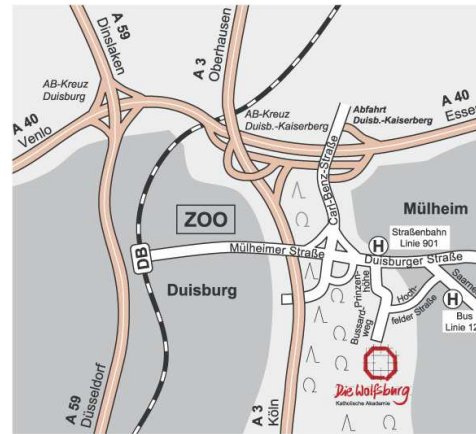 A 59
Dinslaken
A 3
Oberhausen
AB-Kreuz
Duisburg
A 40
Venlo
AB-Kreuz
Duisb.-Kaiserberg
Abfahrt
Duisb.-Kaiserberg
A 40
Esse
Carl-Benz-Straße
ZOO
Mülheim
Straßenbahn
Linie 901
H
DB
Mülheimer Straße
Duisburger Straße
Duisburg
Prinzen-
höhe
Bussard-
weg
Hoch-
felder Straße
Saarne
H
Bus
Linie 12
A 59
Düsseldorf
A 3
Köln
Die Wolfsburg
Katholische Akademie